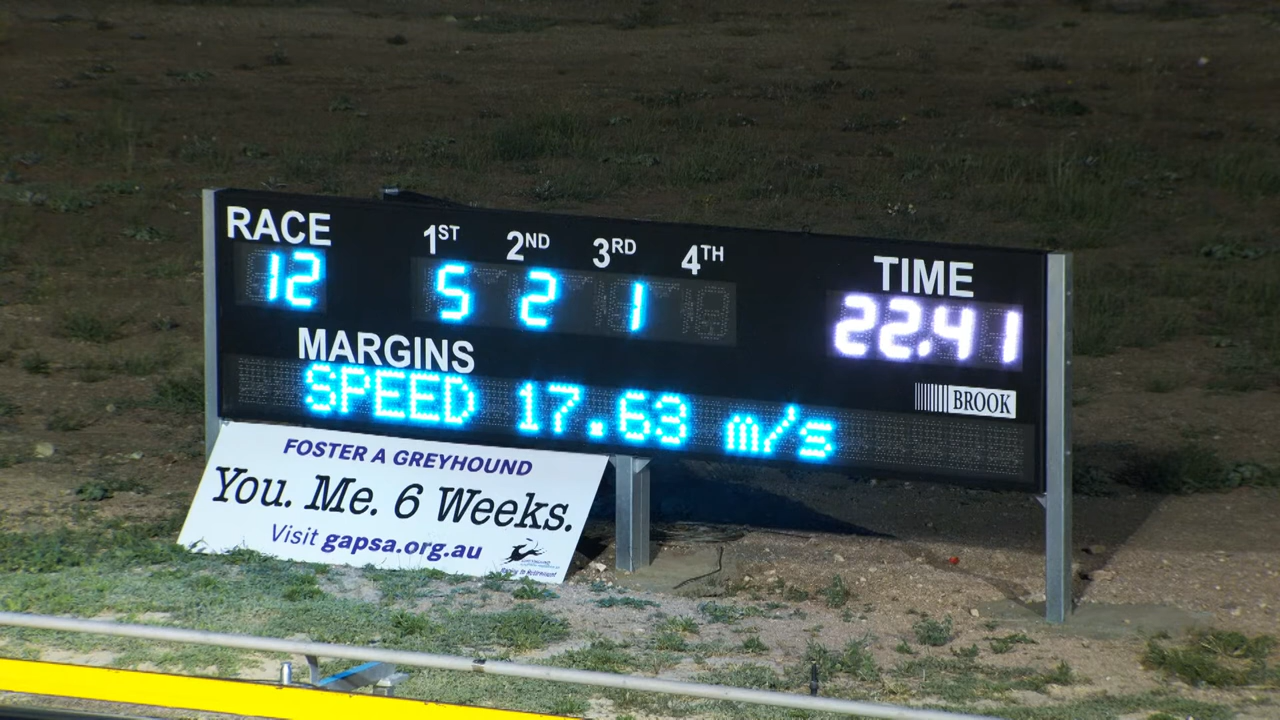 RACE 1ST 2ND 3RD 4TH TIME
12 5 2 1 22.41
MARGINS
SPEED 17.63 m/s
BROOK
FOSTER A GREYHOUND
You. Me. 6 Weeks.
Visit gapsa.org.au